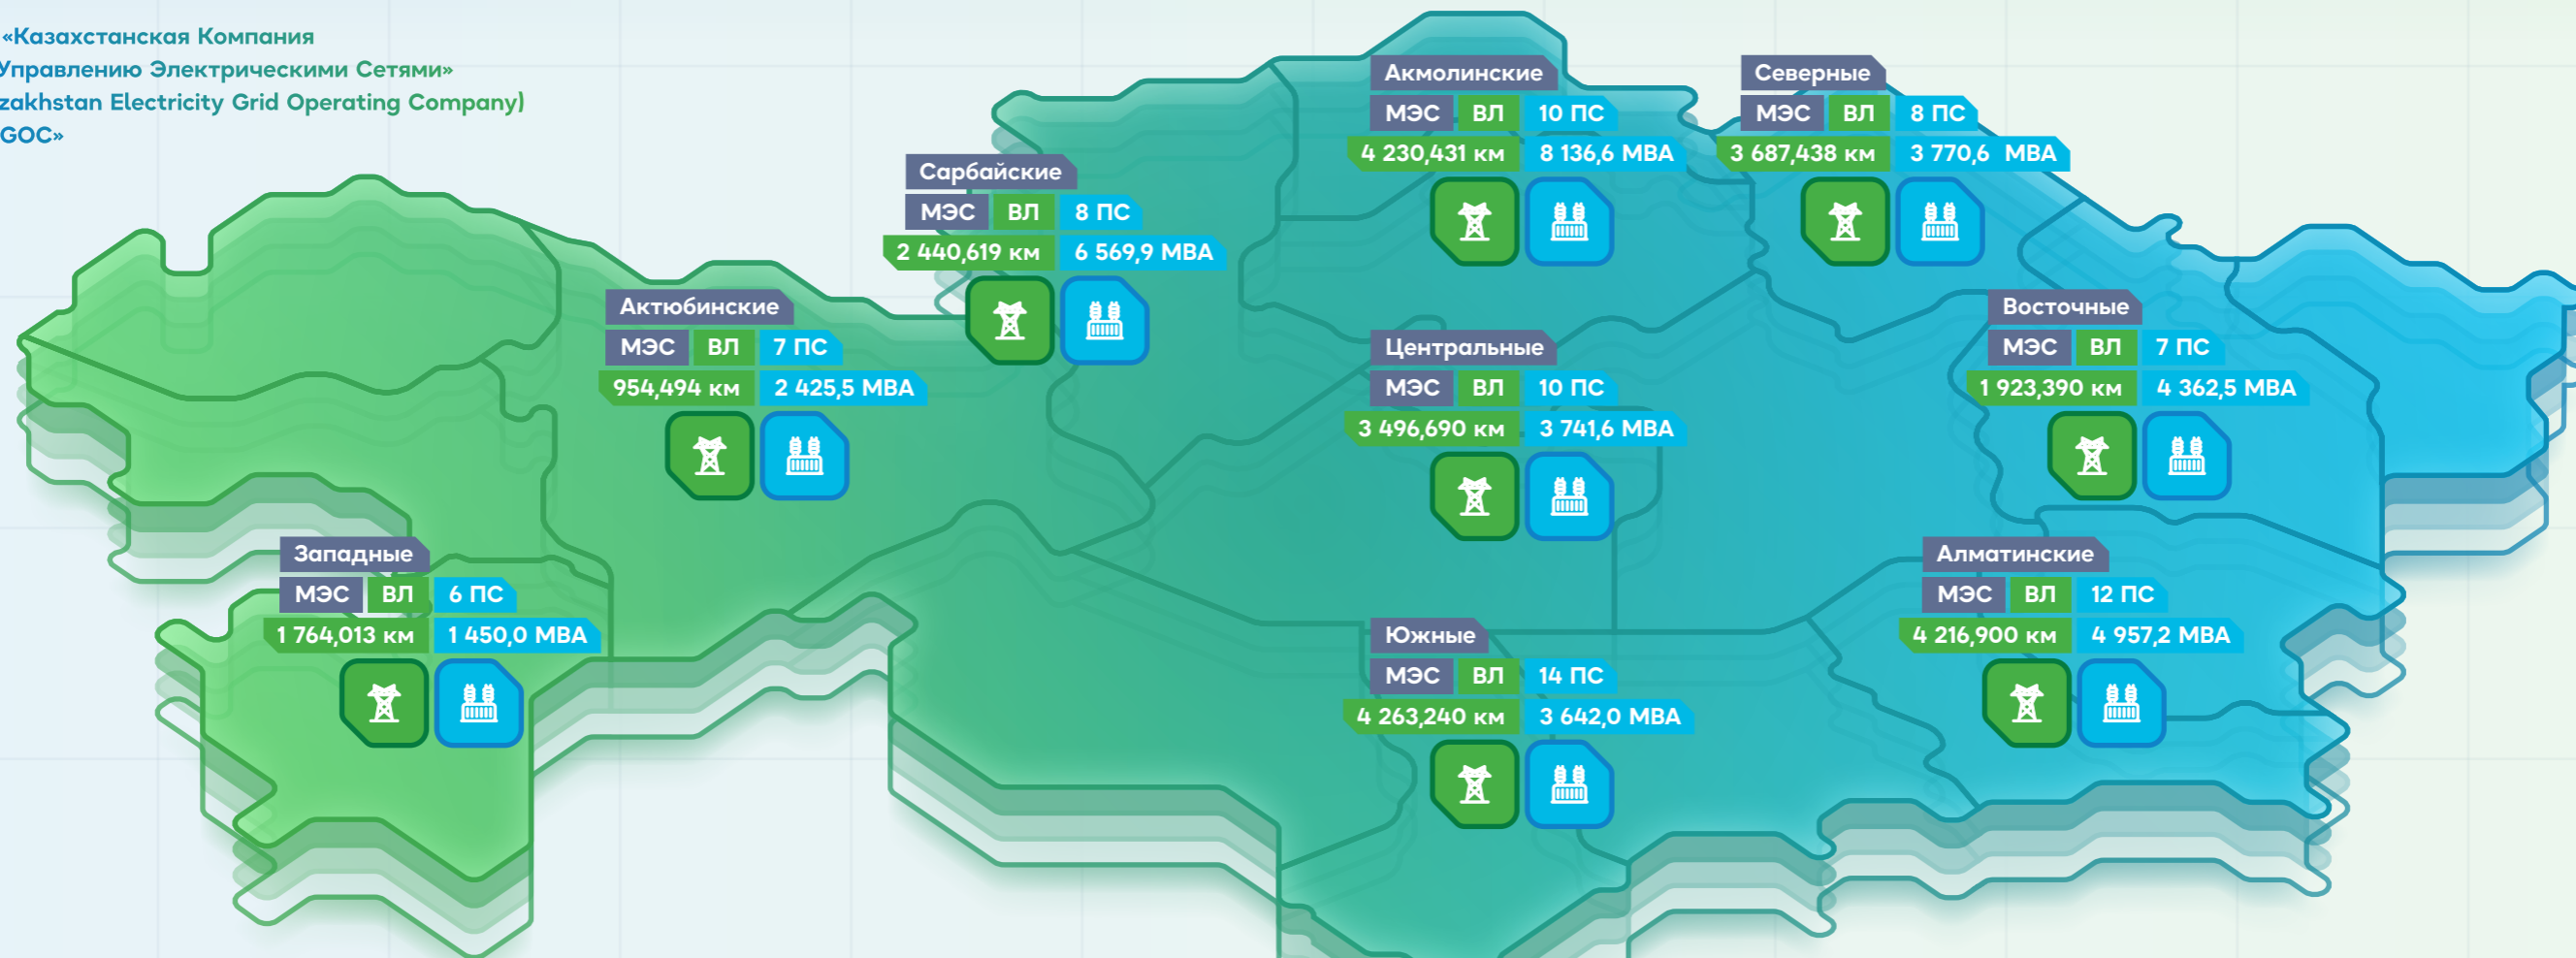 «Казахстанская Компания
Управлению Электрическими Сетями»
zakhstan Electricity Grid Operating Company)
GOC»
Акмолинские
МЭС ВЛ 10 ПС
4 230,431 км 8 136,6 МВА
Северные
МЭС ВЛ 8 ПС
3 687,438 км 3 770,6 МВА
Сарбайские
МЭС ВЛ 8 ПС
2 440,619 км 6 569,9 МВА
Актюбинские
МЭС ВЛ 7 ПС
954,494 км 2 425,5 МВА
Центральные
МЭС ВЛ 10 ПС
3 496,690 км 3 741,6 МВА
Восточные
МЭС ВЛ 7 ПС
1 923,390 км 4 362,5 МВА
Западные
МЭС ВЛ 6 ПС
1 764,013 км 1 450,0 МВА
Южные
МЭС ВЛ 14 ПС
4 263,240 км 3 642,0 МВА
Алматинские
МЭС ВЛ 12 ПС
4 216,900 км 4 957,2 МВА